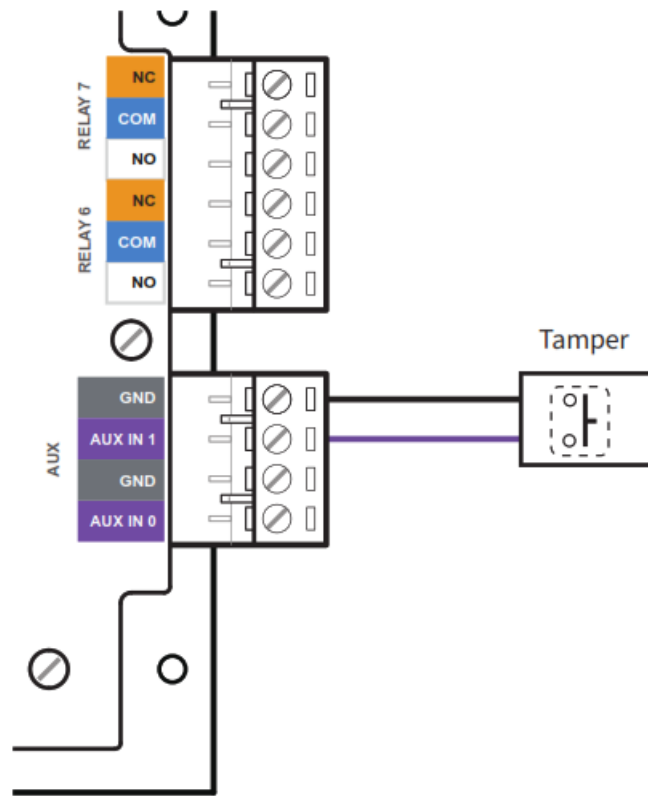 RELAY 7
NC
COM
NO
RELAY 6
NC
COM
NO
Tamper
AUX
GND
AUX IN 1
GND
AUX IN 0